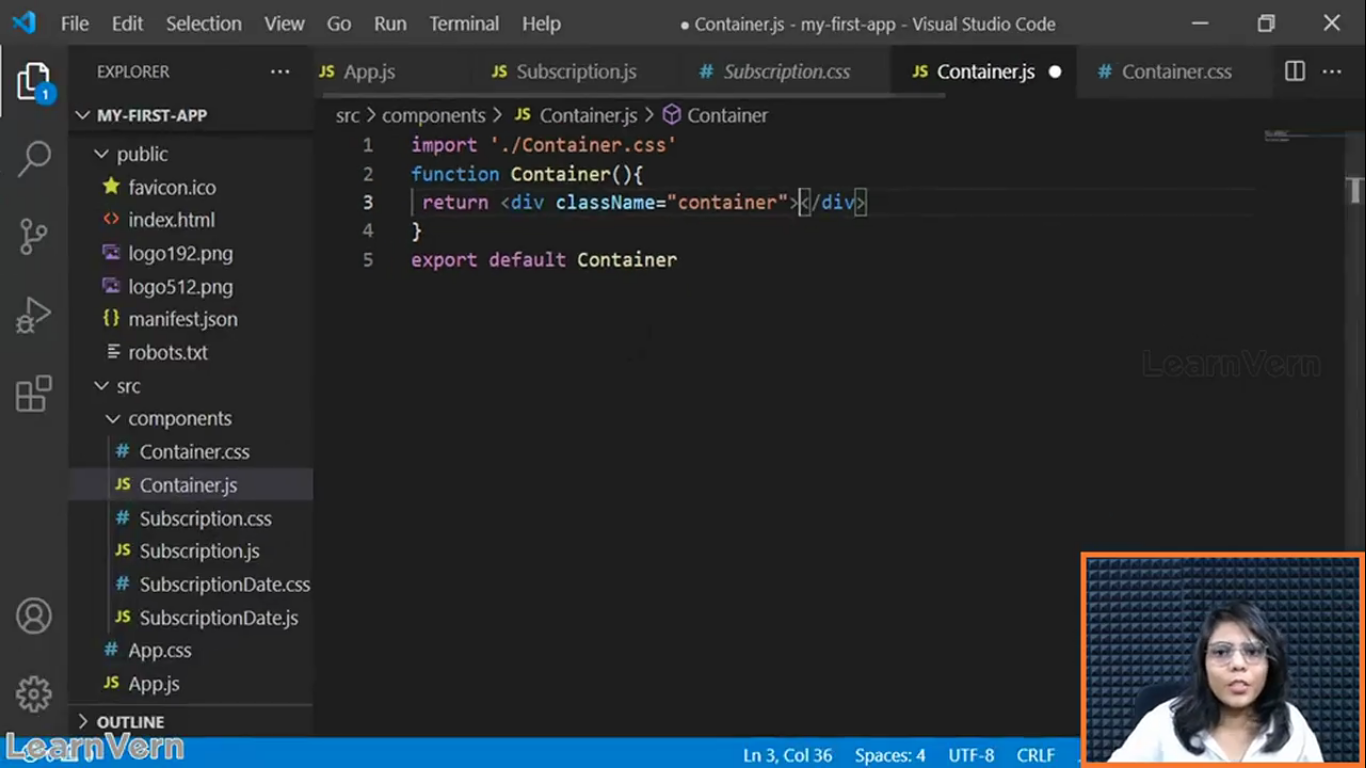 File Edit Selection View Go Run Terminal Help ● Container.js - my-first-app - Visual Studio Code
EXPLORER ···
JS App.js JS Subscription.js # Subscription.css JS Container.js ● # Container.css ···
1
MY-FIRST-APP
src > components > JS Container.js > Container
public
favicon.ico
index.html
logo192.png
logo512.png
{} manifest.json
robots.txt
src
components
# Container.css
JS Container.js
# Subscription.css
JS Subscription.js
# SubscriptionDate.css
JS SubscriptionDate.js
# App.css
JS App.js
OUTLINE
1 import './Container.css'
2 function Container(){
3 return <div className="container"></div>
4 }
5 export default Container
LearnVern
LearnVern
Ln 3, Col 36 Spaces: 4 UTF-8 CRLF